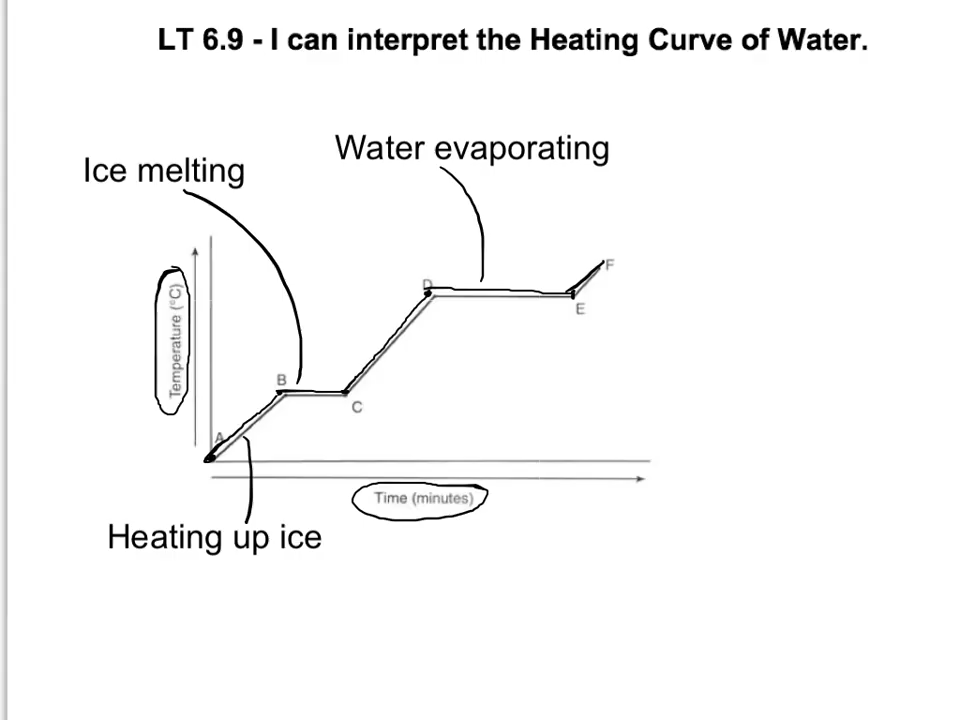 LT 6.9 - I can interpret the Heating Curve of Water.
Water evaporating
Ice melting
Temperature (°C)
A
B
C
D
E
F
Time (minutes)
Heating up ice